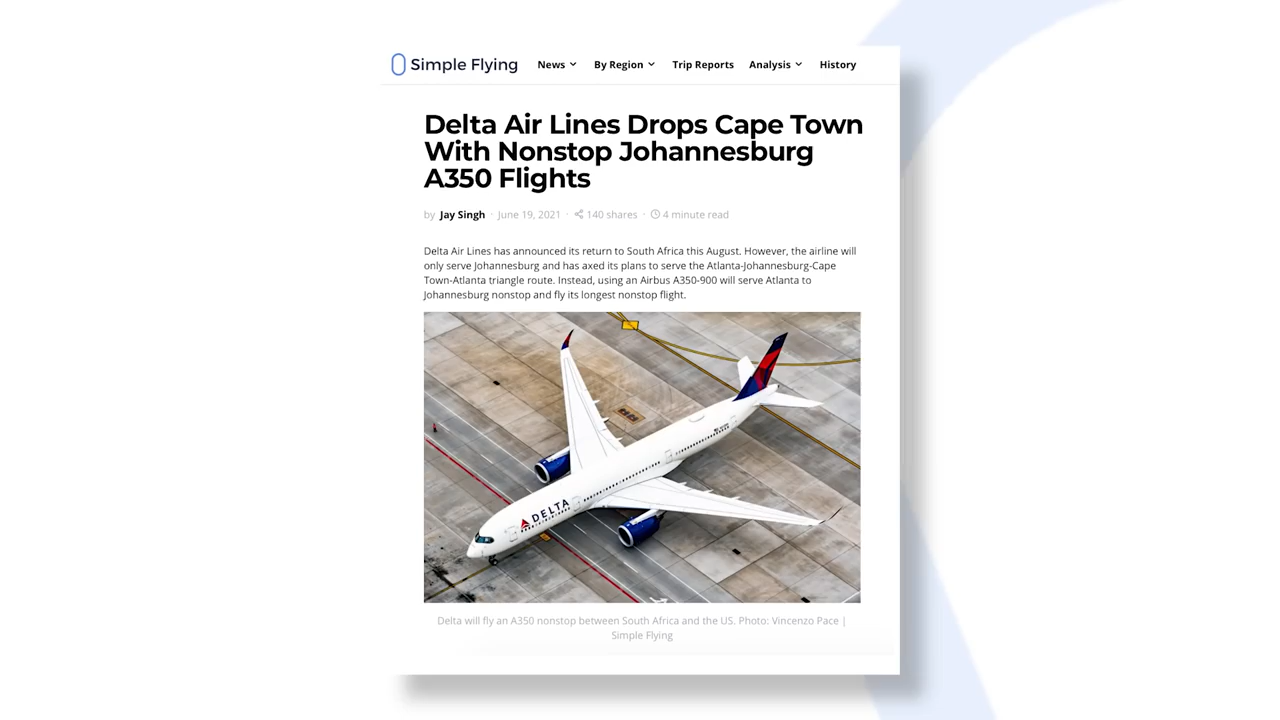 Simple Flying
News
By Region
Trip Reports
Analysis
History
Delta Air Lines Drops Cape Town
With Nonstop Johannesburg
A350 Flights
by Jay Singh · June 19, 2021 · 140 shares · 4 minute read
Delta Air Lines has announced its return to South Africa this August. However, the airline will
only serve Johannesburg and has axed its plans to serve the Atlanta-Johannesburg-Cape
Town-Atlanta triangle route. Instead, using an Airbus A350-900 will serve Atlanta to
Johannesburg nonstop and fly its longest nonstop flight.
DELTA
Delta will fly an A350 nonstop between South Africa and the US. Photo: Vincenzo Pace |
Simple Flying